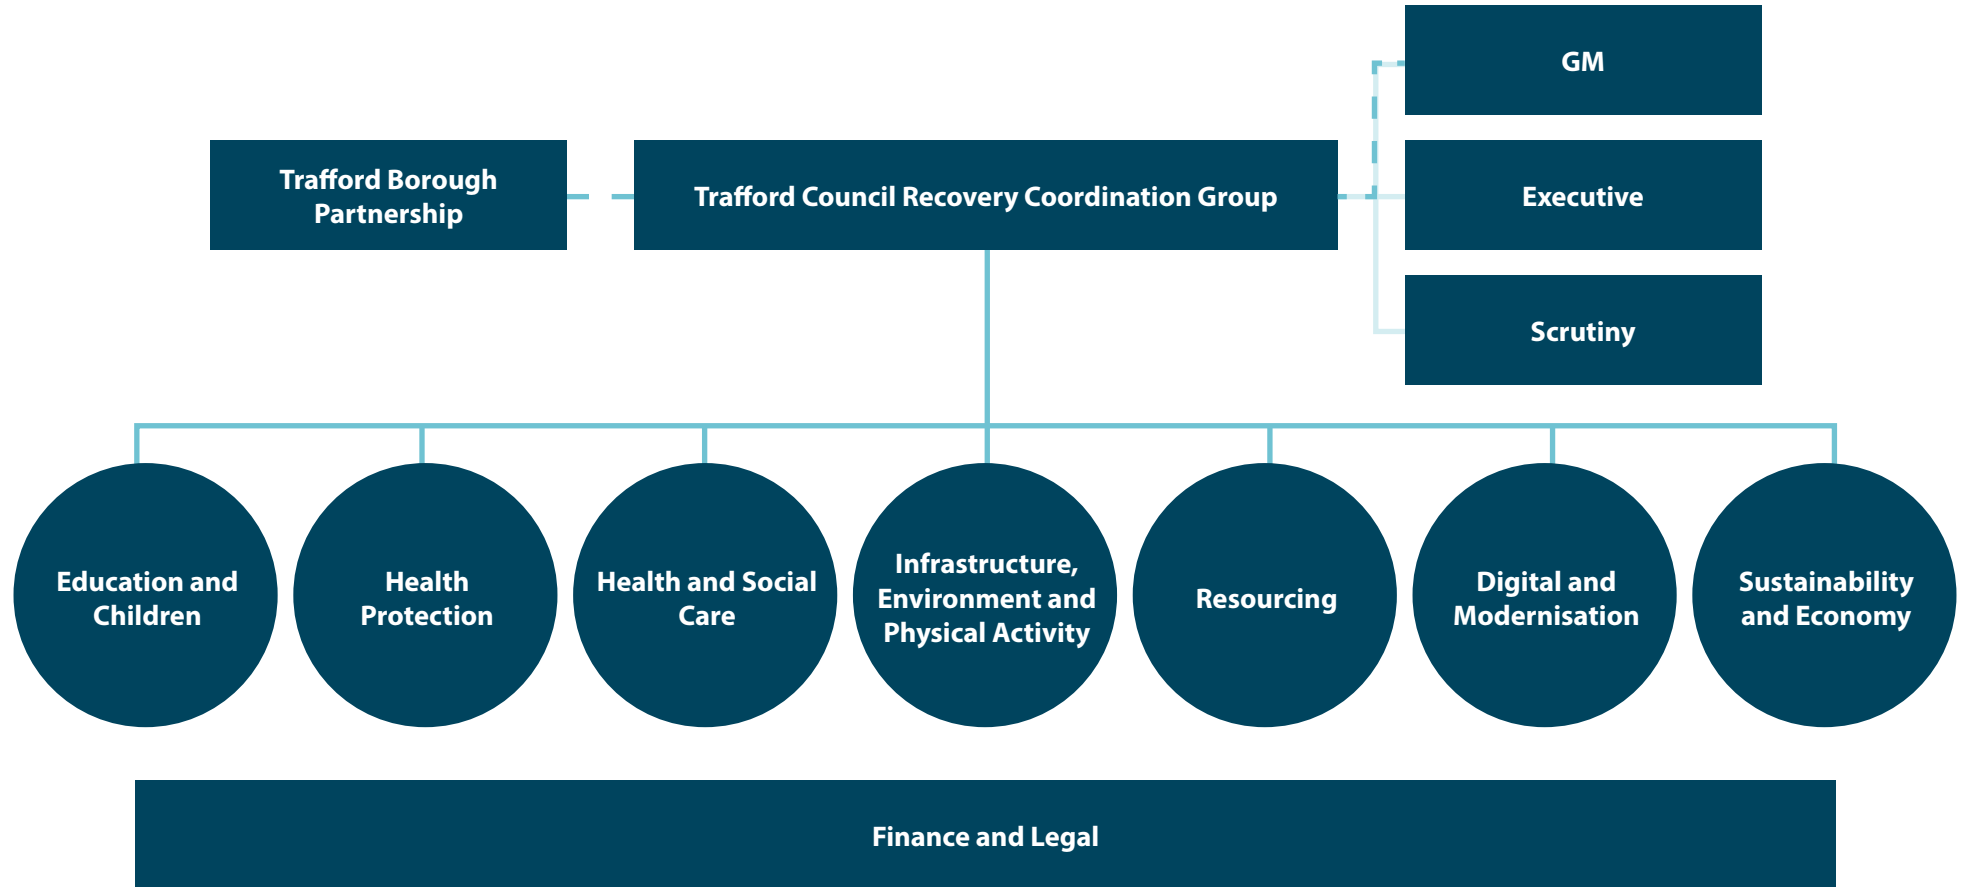 GM
Trafford Borough
Partnership
Trafford Council Recovery Coordination Group
Executive
Scrutiny
Education and
Children
Health
Protection
Health and Social
Care
Infrastructure,
Environment and
Physical Activity
Resourcing
Digital and
Modernisation
Sustainability
and Economy
Finance and Legal